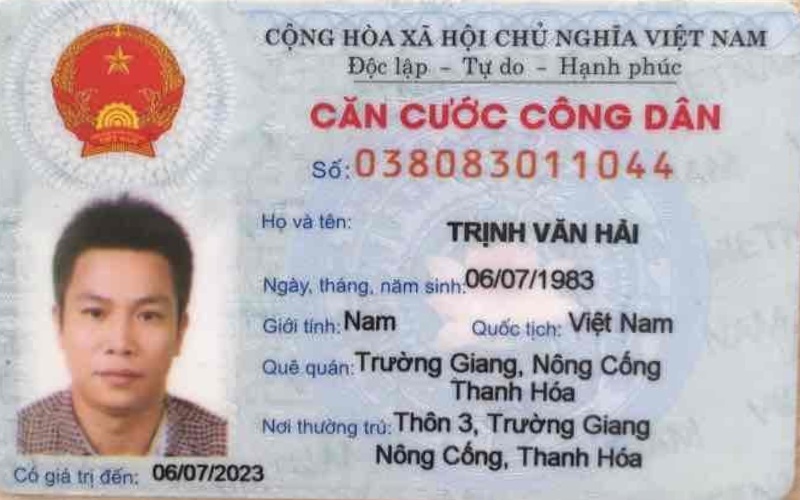 CỘNG HÒA XÃ HỘI CHỦ NGHĨA VIỆT NAM
Độc lập - Tự do - Hạnh phúc
CĂN CƯỚC CÔNG DÂN
Số: 038083011044
Họ và tên: TRỊNH VĂN HẢI
Ngày, tháng, năm sinh: 06/07/1983
Giới tính: Nam Quốc tịch: Việt Nam
Quê quán: Trường Giang, Nông Cống
Thanh Hóa
Nơi thường trú: Thôn 3, Trường Giang
Nông Cống, Thanh Hóa
Có giá trị đến: 06/07/2023